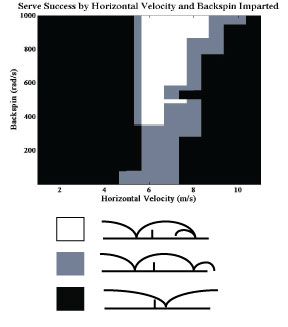 Serve Success by Horizontal Velocity and Backspin Imparted
1000
800
600
400
200
Backspin (rad/s)
2 4 6 8 10
Horizontal Velocity (m/s)